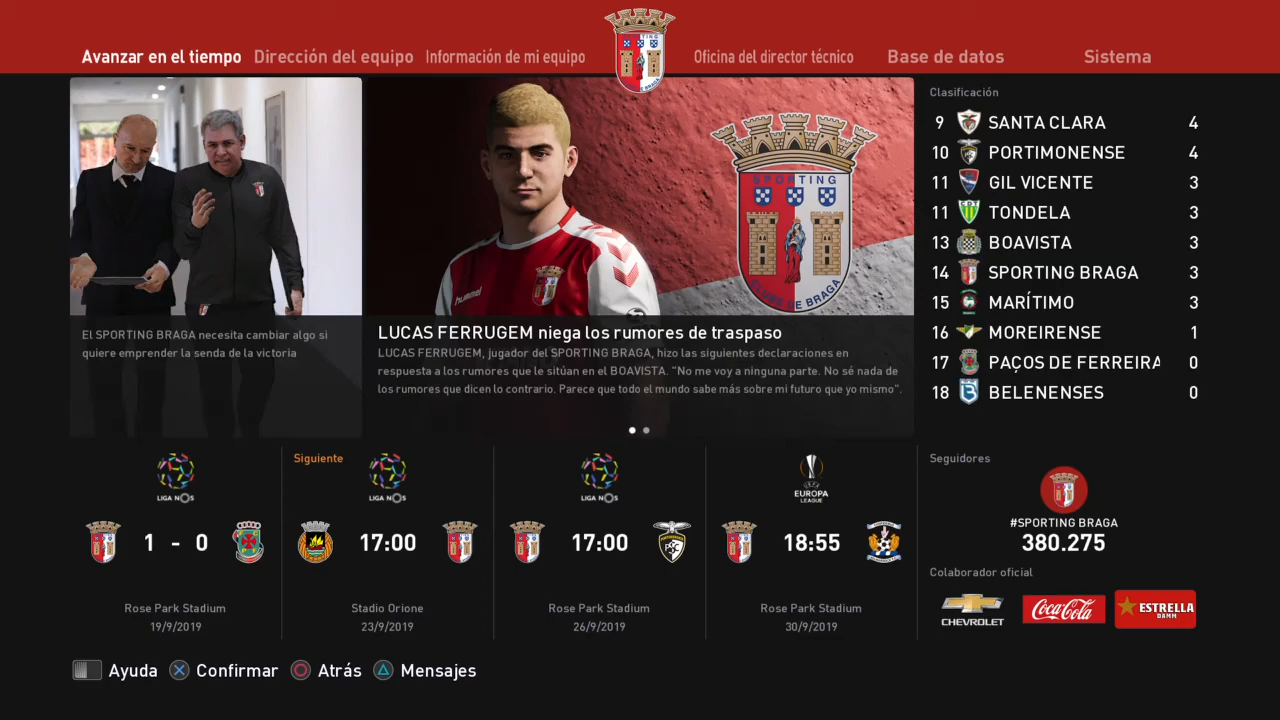 Avanzar en el tiempo
Dirección del equipo
Información de mi equipo
Oficina del director técnico
Base de datos
Sistema
SPORTING
CLUBE DE BRAGA
hummel
El SPORTING BRAGA necesita cambiar algo si
quiere emprender la senda de la victoria
LUCAS FERRUGEM niega los rumores de traspaso
LUCAS FERRUGEM, jugador del SPORTING BRAGA, hizo las siguientes declaraciones en
respuesta a los rumores que le sitúan en el BOAVISTA. "No me voy a ninguna parte. No sé nada de
los rumores que dicen lo contrario. Parece que todo el mundo sabe más sobre mi futuro que yo mismo".
Clasificación
9 SANTA CLARA 4
10 PORTIMONENSE 4
11 GIL VICENTE 3
11 TONDELA 3
13 BOAVISTA 3
14 SPORTING BRAGA 3
15 MARÍTIMO 3
16 MOREIRENSE 1
17 PAÇOS DE FERREIRA 0
18 BELENENSES 0
LIGA NOS
1 - 0
Rose Park Stadium
19/9/2019
Siguiente
LIGA NOS
17:00
Stadio Orione
23/9/2019
LIGA NOS
17:00
Rose Park Stadium
26/9/2019
UEFA
EUROPA
LEAGUE
18:55
Rose Park Stadium
30/9/2019
Seguidores
#SPORTING BRAGA
380.275
Colaborador oficial
CHEVROLET
Coca-Cola
ESTRELLA
DAMM
Ayuda
Confirmar
Atrás
Mensajes